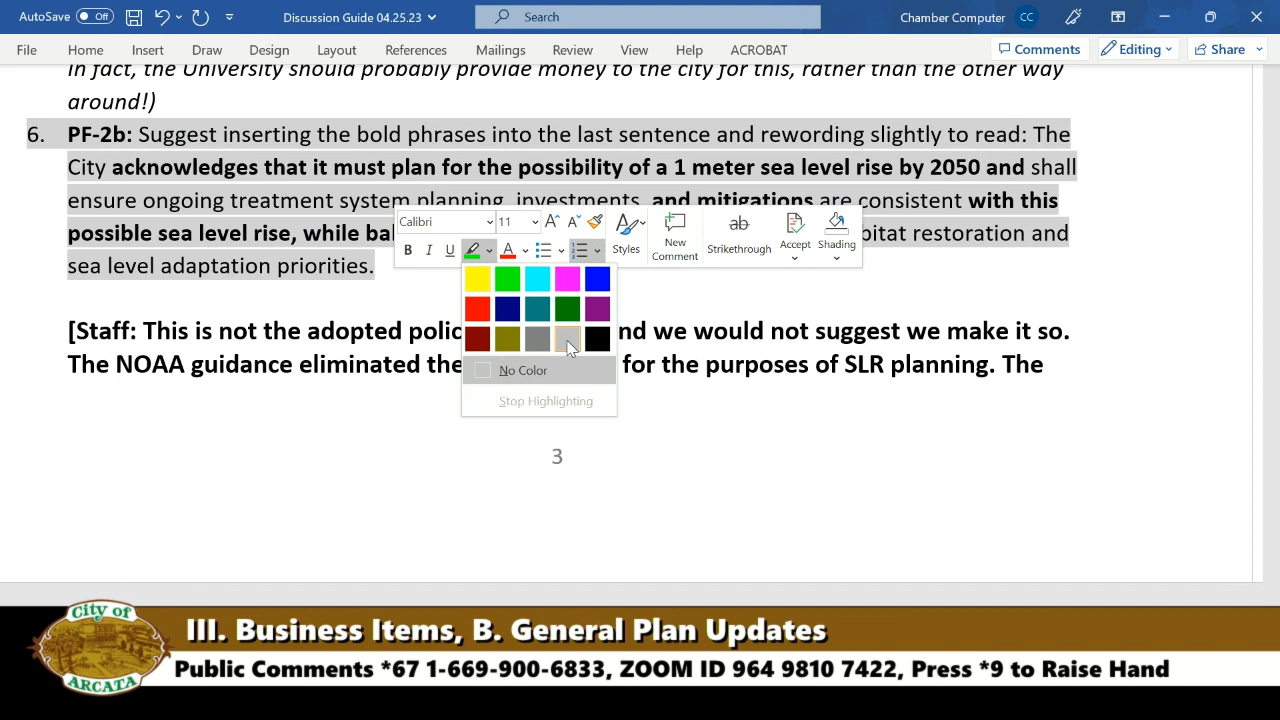 AutoSave Off Discussion Guide 04.25.23 Search Chamber Computer CC
File Home Insert Draw Design Layout References Mailings Review View Help ACROBAT Comments Editing Share
In fact, the University should probably provide money to the city for this, rather than the other way
around!)
6. PF-2b: Suggest inserting the bold phrases into the last sentence and rewording slightly to read: The
City acknowledges that it must plan for the possibility of a 1 meter sea level rise by 2050 and shall
ensure ongoing treatment system planning, investments, and mitigations are consistent with this
Calibri 11 Styles New Comment ab Strikethrough Accept Shading
B I U A
possible sea level rise, while restoration and
sea level adaptation priorities.
No Color
Stop Highlighting
[Staff: This is not the adopted we would not suggest we make it so.
The NOAA guidance eliminated the for the purposes of SLR planning. The
3
City of
ARCATA
III. Business Items, B. General Plan Updates
Public Comments *67 1-669-900-6833, ZOOM ID 964 9810 7422, Press *9 to Raise Hand